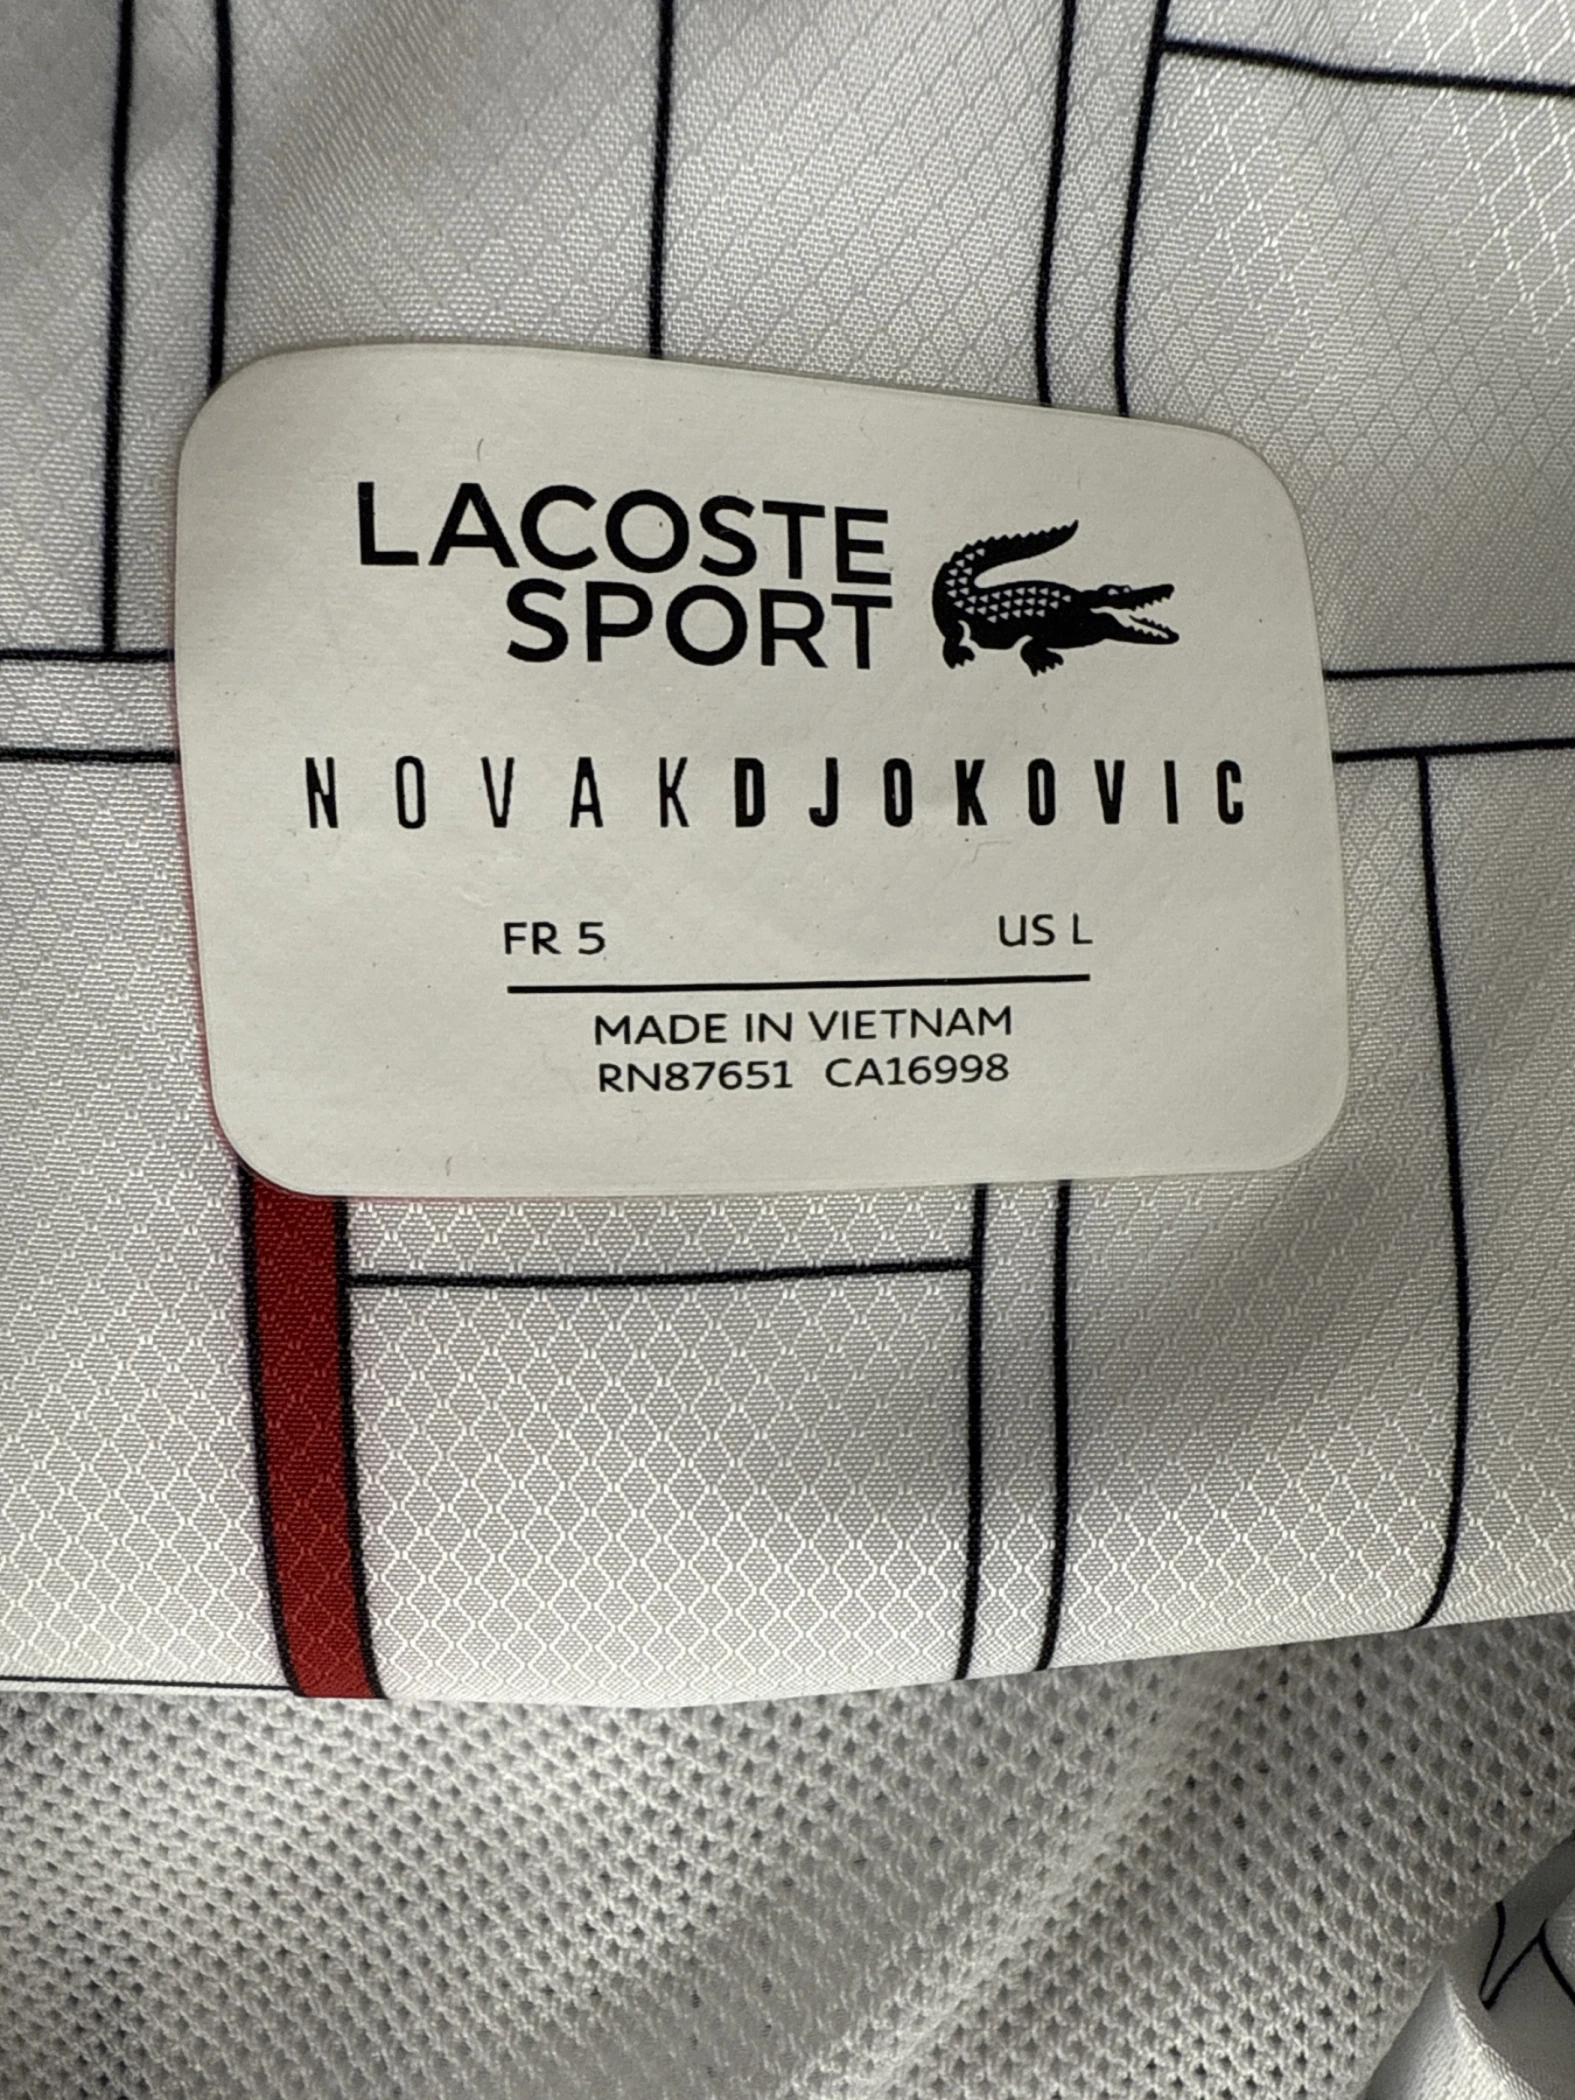 LACOSTE
SPORT
NOVAKDJOKOVIC
FR 5 US L
MADE IN VIETNAM
RN87651 CA16998